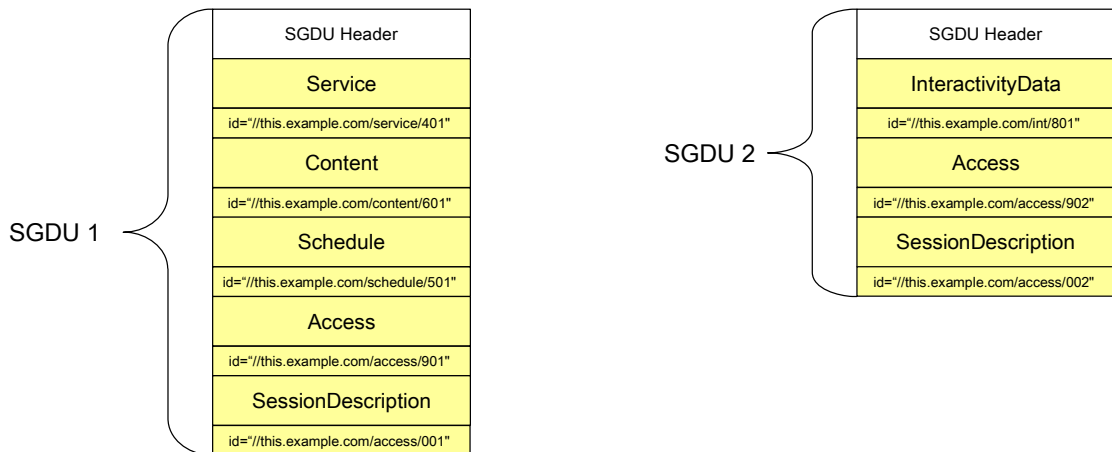 SGDU 1
SGDU Header
Service
id=“//this.example.com/service/401"
Content
id=“//this.example.com/content/601"
Schedule
id=“//this.example.com/schedule/501"
Access
id=“//this.example.com/access/901"
SessionDescription
id=“//this.example.com/access/001"
SGDU 2
SGDU Header
InteractivityData
id=“//this.example.com/int/801"
Access
id=“//this.example.com/access/902"
SessionDescription
id=“//this.example.com/access/002"